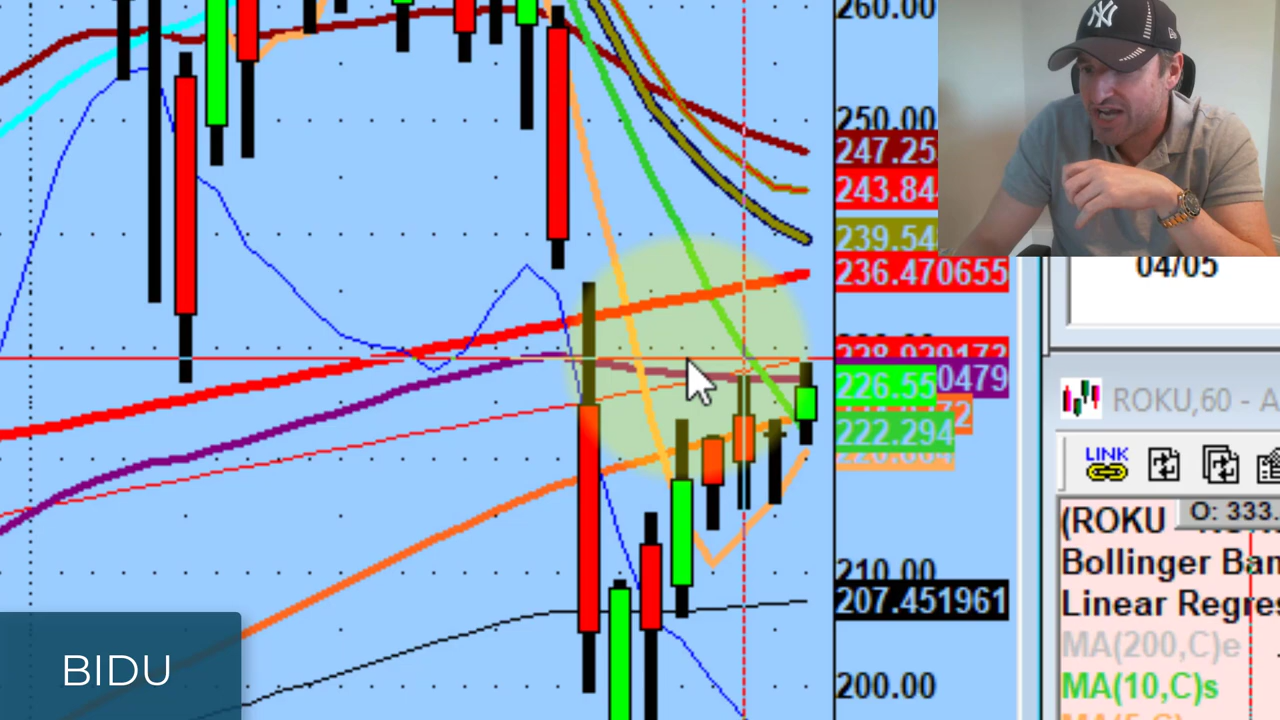 260.00
250.00
247.25
243.84
239.54
236.470655
04/05
226.55
0479
222.294
210.00
207.451961
200.00
BIDU
ROKU,60 - A
LINK
(ROKU
O: 333.
Bollinger Ban
Linear Regres
MA(200,C)e
MA(10,C)s